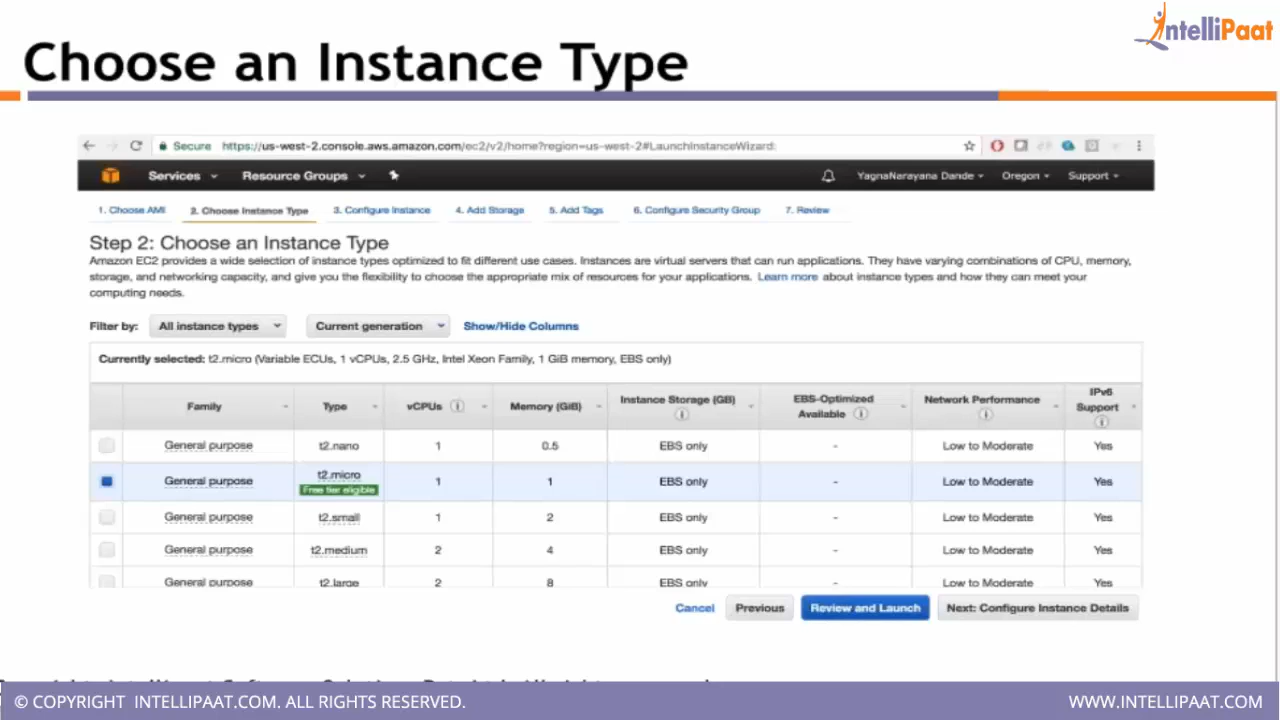 IntelliPaat
Choose an Instance Type
Secure https://us-west-2.console.aws.amazon.com/ec2/v2/home?region=us-west-2#LaunchInstanceWizard:
Services Resource Groups YagnaNarayana Dande Oregon Support
1. Choose AMI 2. Choose Instance Type 3. Configure Instance 4. Add Storage 5. Add Tags 6. Configure Security Group 7. Review
Step 2: Choose an Instance Type
Amazon EC2 provides a wide selection of instance types optimized to fit different use cases. Instances are virtual servers that can run applications. They have varying combinations of CPU, memory,
storage, and networking capacity, and give you the flexibility to choose the appropriate mix of resources for your applications. Learn more about instance types and how they can meet your
computing needs.
Filter by: All instance types Current generation Show/Hide Columns
Currently selected: t2.micro (Variable ECUs, 1 vCPUs, 2.5 GHz, Intel Xeon Family, 1 GiB memory, EBS only)
Family Type vCPUs Memory (GiB) Instance Storage (GB) EBS-Optimized Available Network Performance IPv6 Support
General purpose t2.nano 1 0.5 EBS only - Low to Moderate Yes
General purpose t2.micro Free tier eligible 1 1 EBS only - Low to Moderate Yes
General purpose t2.small 1 2 EBS only - Low to Moderate Yes
General purpose t2.medium 2 4 EBS only - Low to Moderate Yes
General purpose t2.large 2 8 EBS only - Low to Moderate Yes
Cancel Previous Review and Launch Next: Configure Instance Details
© COPYRIGHT INTELLIPAAT.COM. ALL RIGHTS RESERVED.
WWW.INTELLIPAAT.COM